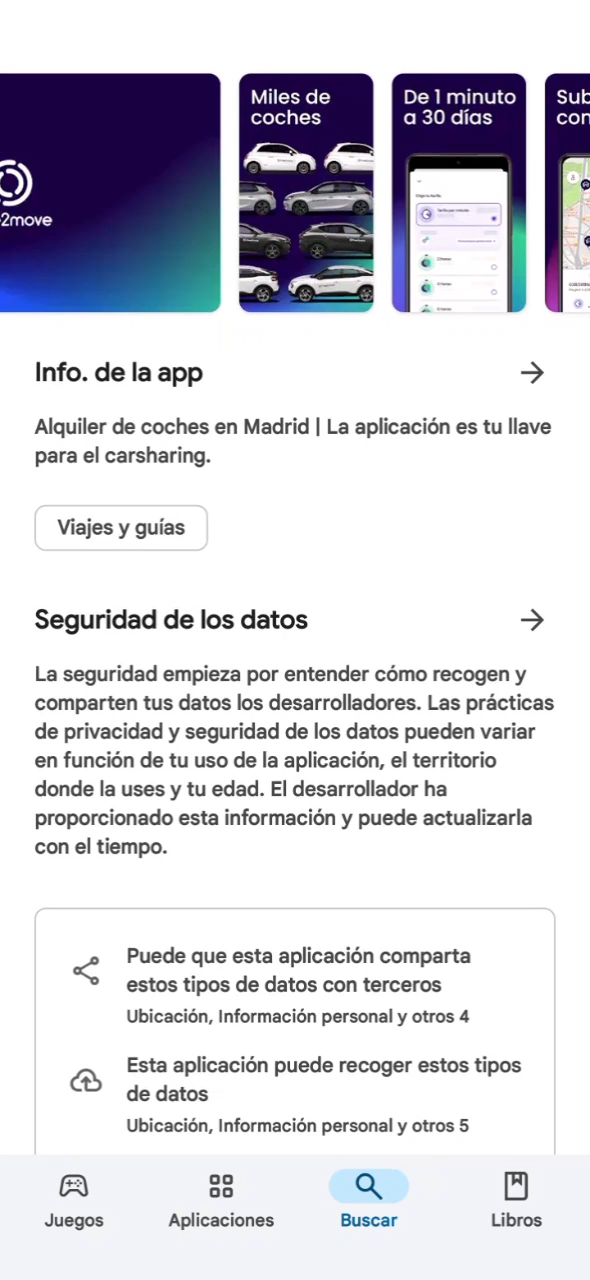 2move
Miles de
coches
De 1 minuto
a 30 días
Sub
con
Info. de la app
Alquiler de coches en Madrid | La aplicación es tu llave
para el carsharing.
Viajes y guías
Seguridad de los datos
La seguridad empieza por entender cómo recogen y
comparten tus datos los desarrolladores. Las prácticas
de privacidad y seguridad de los datos pueden variar
en función de tu uso de la aplicación, el territorio
donde la uses y tu edad. El desarrollador ha
proporcionado esta información y puede actualizarla
con el tiempo.
Puede que esta aplicación comparta
estos tipos de datos con terceros
Ubicación, Información personal y otros 4
Esta aplicación puede recoger estos tipos
de datos
Ubicación, Información personal y otros 5
Juegos
Aplicaciones
Buscar
Libros